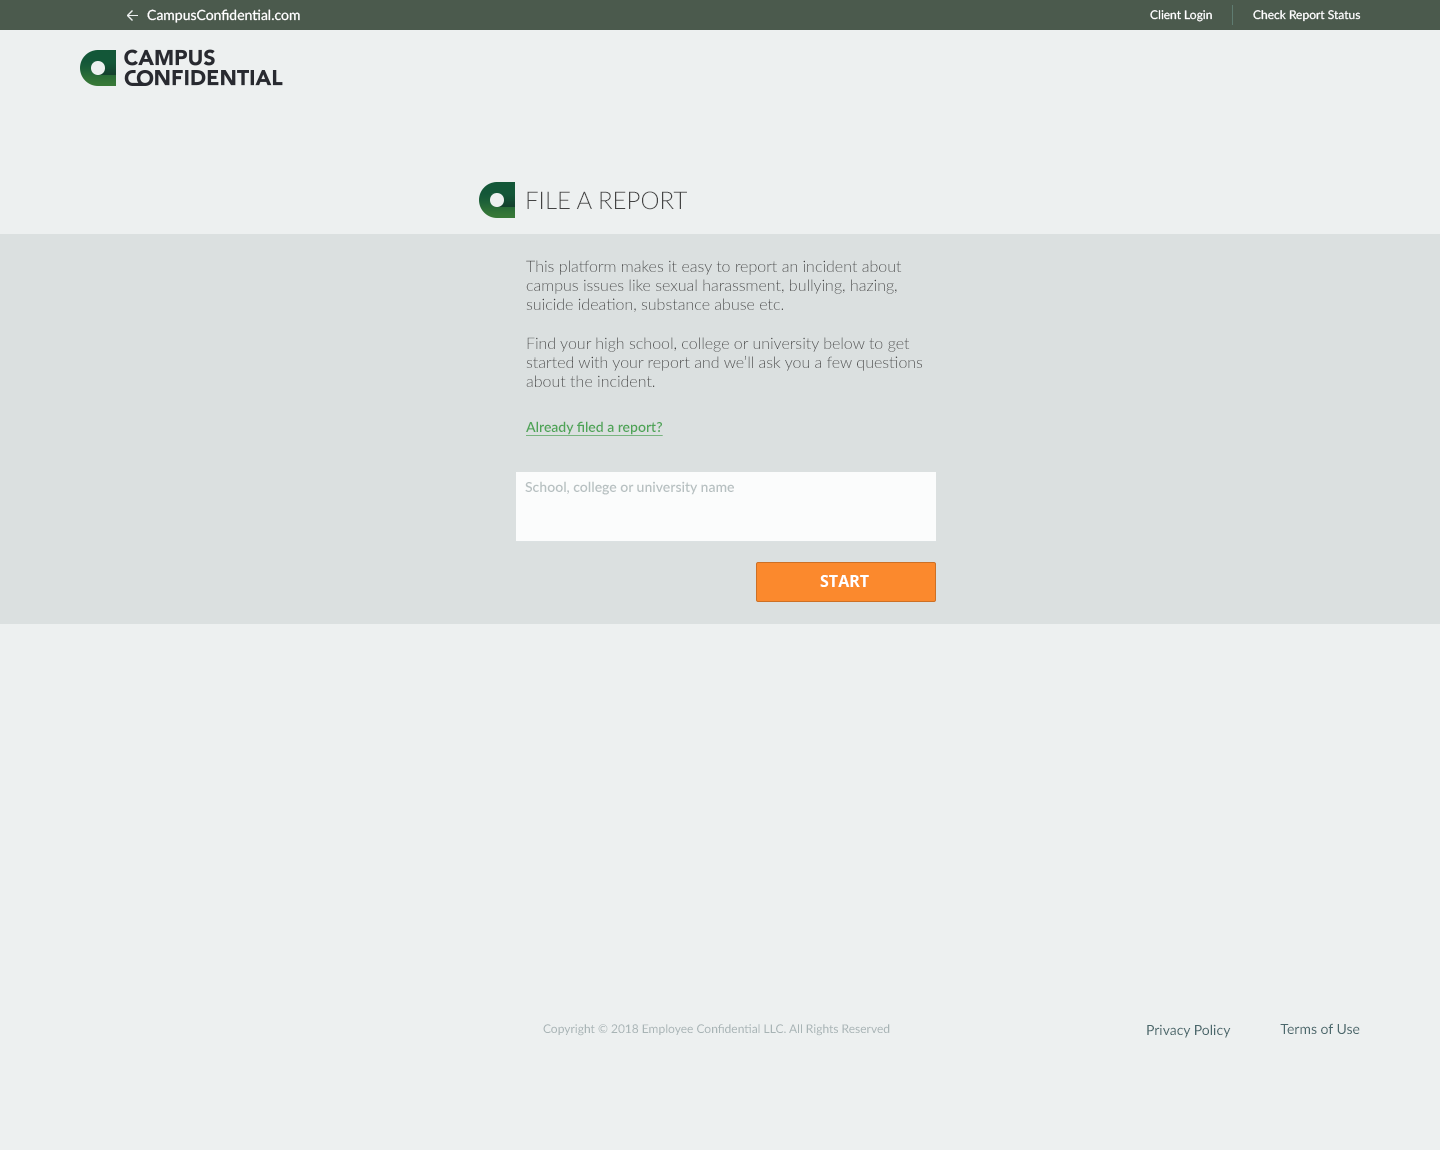 CampusConfidential.com
Client Login
Check Report Status
CAMPUS
CONFIDENTIAL
FILE A REPORT
This platform makes it easy to report an incident about
campus issues like sexual harassment, bullying, hazing,
suicide ideation, substance abuse etc.
Find your high school, college or university below to get
started with your report and we'll ask you a few questions
about the incident.
Already filed a report?
School, college or university name
START
Copyright © 2018 Employee Confidential LLC. All Rights Reserved
Privacy Policy
Terms of Use